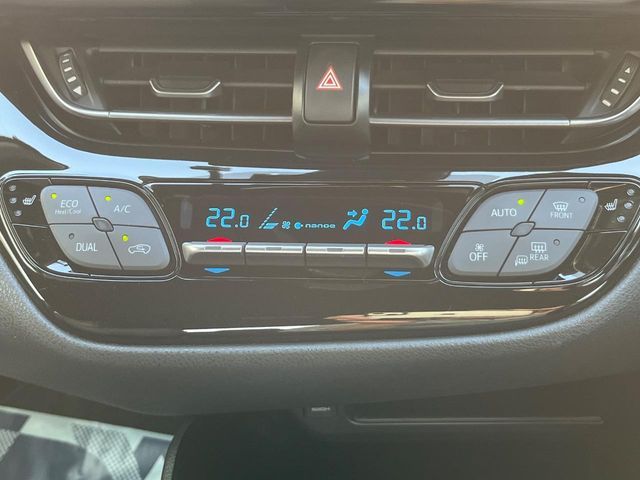 22.0 nanoe 22.0
ECO
Heat/Cool
A/C
DUAL
AUTO
FRONT
OFF
REAR